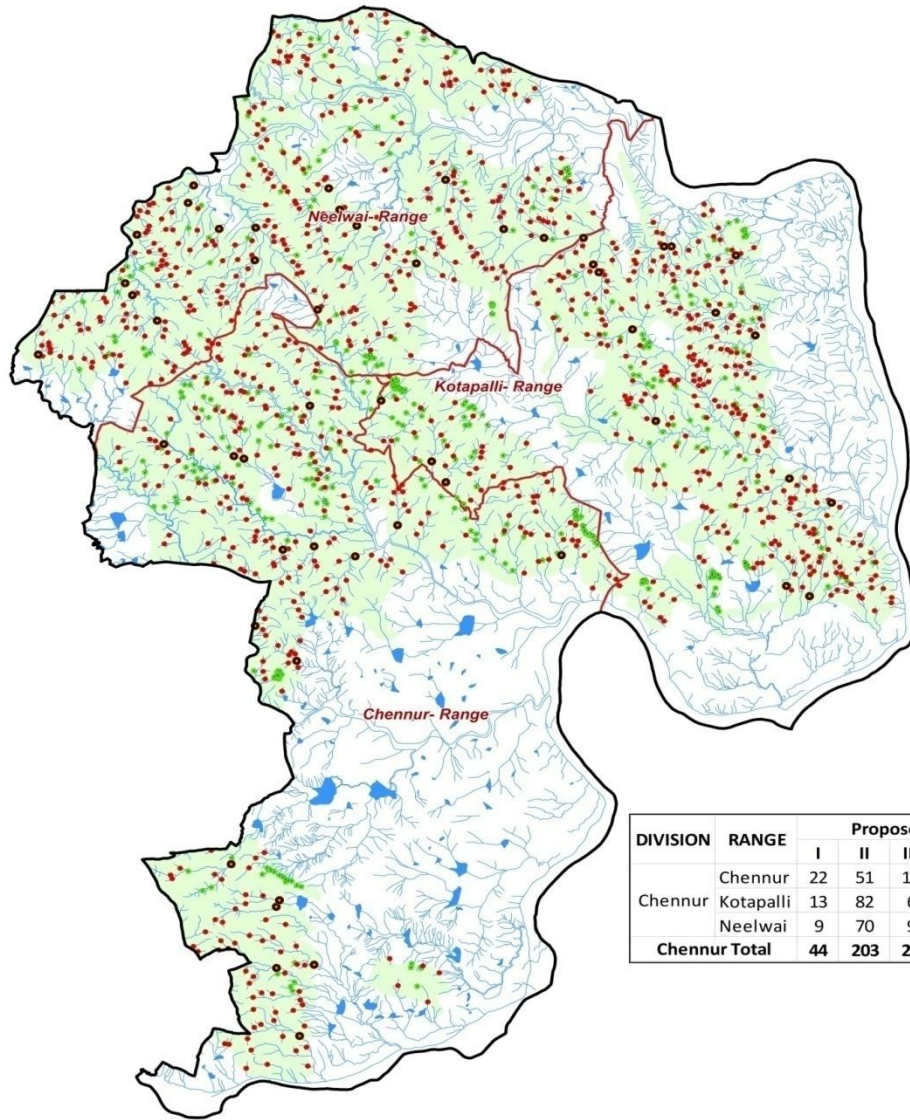 Neelwai- Range
Kotapalli- Range
Chennur- Range
DIVISION RANGE
I II
Chennur 22 51
Chennur Kotapalli 13 82
Neelwai 9 70
Chennur Total 44 203